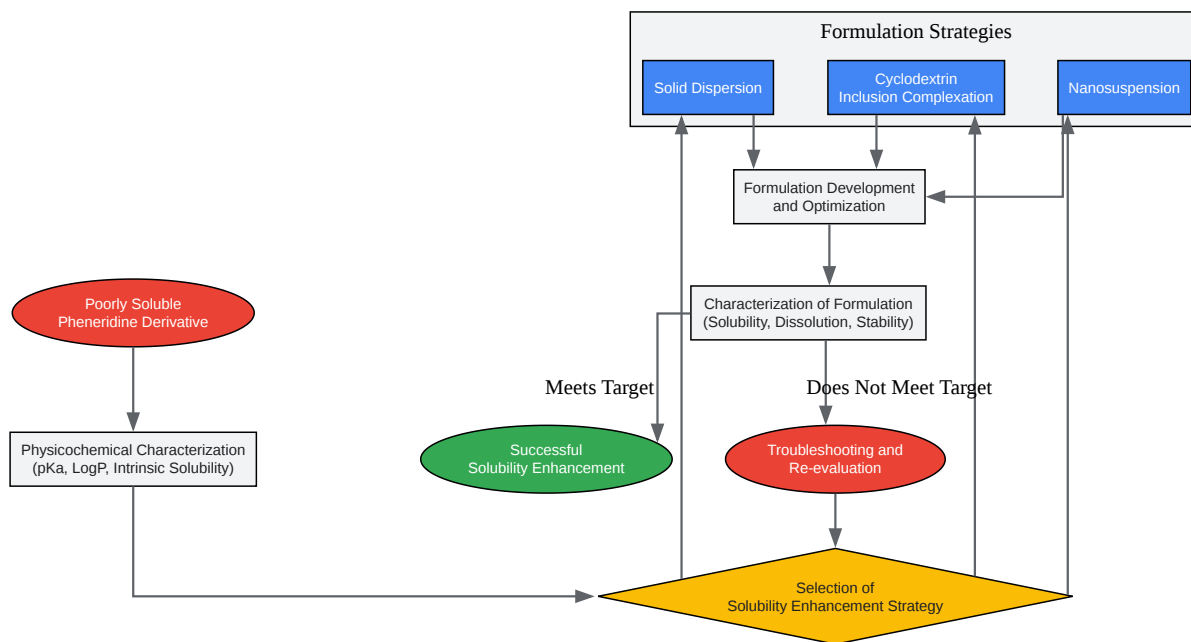 Formulation Strategies
Solid Dispersion
Cyclodextrin
Inclusion Complexation
Nanosuspension
Formulation Development
and Optimization
Characterization of Formulation
(Solubility, Dissolution, Stability)
Poorly Soluble
Pheneridine Derivative
Meets Target
Does Not Meet Target
Physicochemical Characterization
(pKa, LogP, Intrinsic Solubility)
Successful
Solubility Enhancement
Troubleshooting and
Re-evaluation
Selection of
Solubility Enhancement Strategy